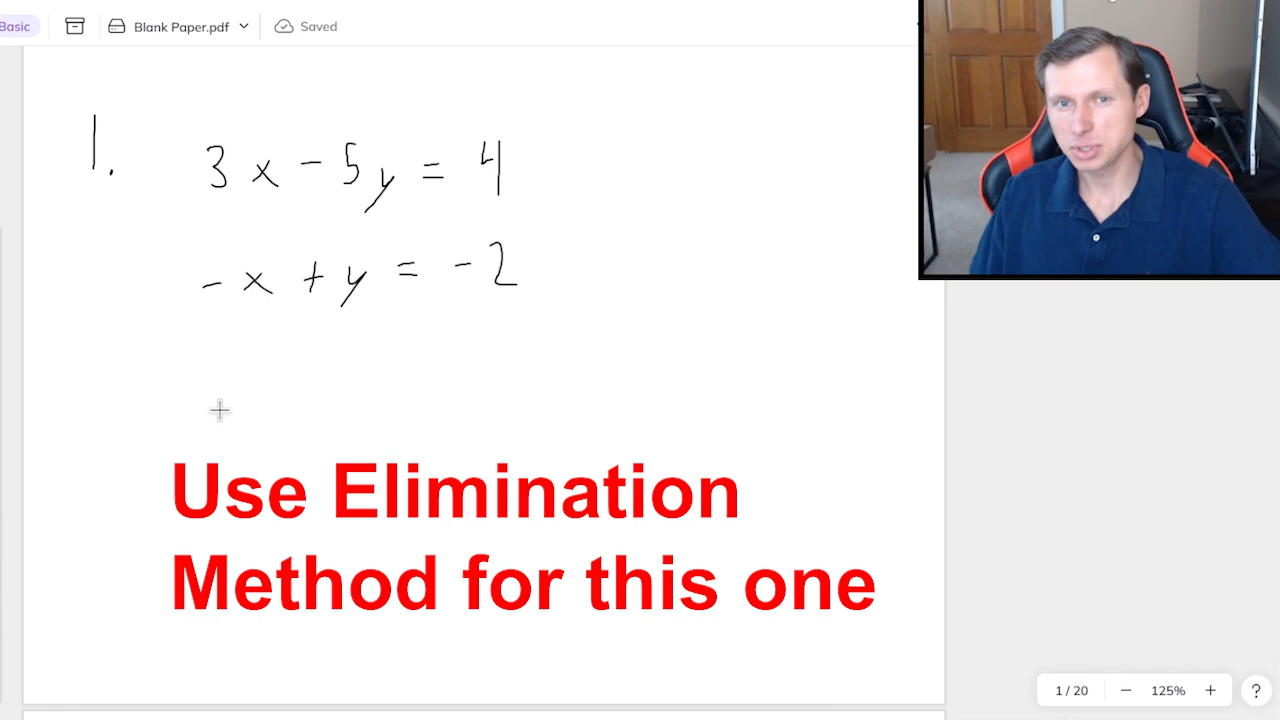 Basic Blank Paper.pdf Saved
1. 3x - 5y = 4
-x + y = -2
Use Elimination
Method for this one
1 / 20 − 125% + ?